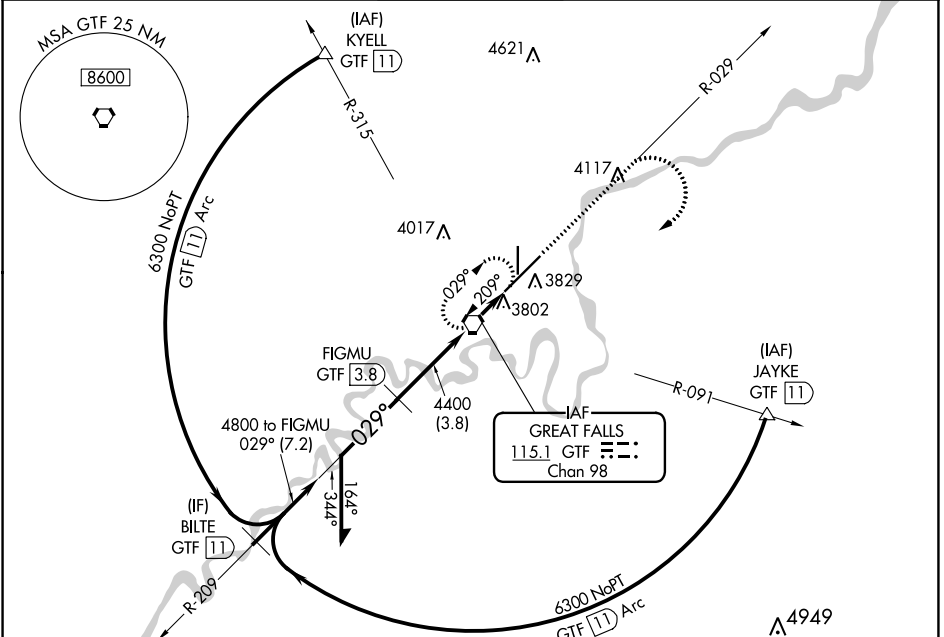 MSA GTF 25 NM
8600
(IAF)
KYELL
GTF 11
R-315
4621
R-029
4117
6300 NoPT
GTF 11 Arc
4017
029°
209°
3829
3802
FIGMU
GTF 3.8
4400
(3.8)
029°
4800 to FIGMU
029° (7.2)
IAF
GREAT FALLS
115.1 GTF
Chan 98
(IAF)
JAYKE
GTF 11
R-091
164°
344°
(IF)
BILTE
GTF 11
R-209
6300 NoPT
GTF 11 Arc
4949